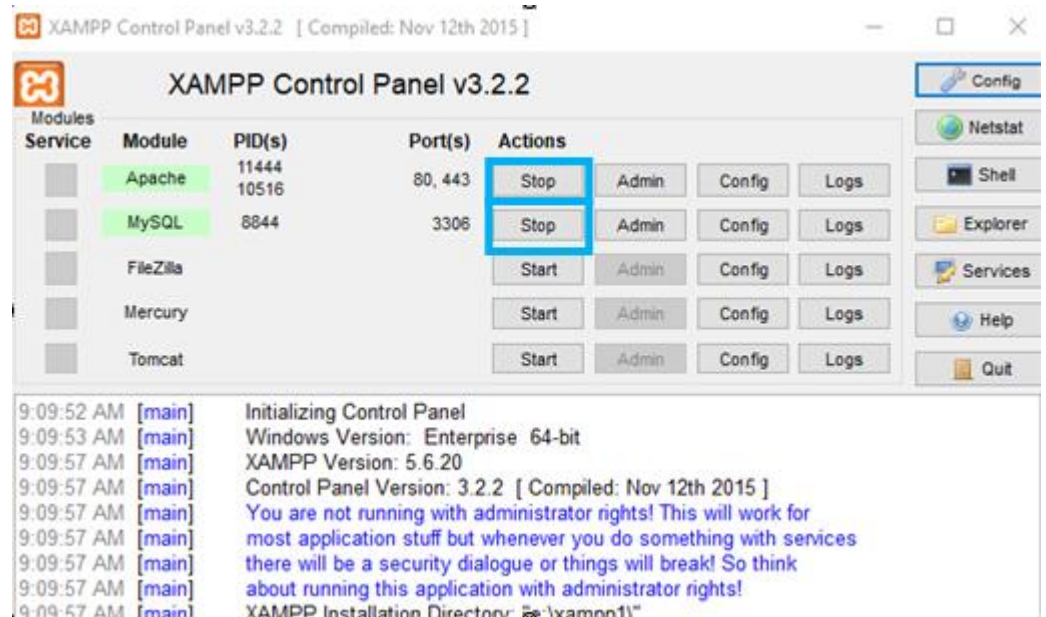 XAMPP Control Panel v3.2.2 [ Compiled: Nov 12th 2015 ]
XAMPP Control Panel v3.2.2
Config
Netstat
Shell
Explorer
Services
Help
Quit
Modules
Service Module PID(s) Port(s) Actions
Apache 11444 10516 80, 443 Stop Admin Config Logs
MySQL 8844 3306 Stop Admin Config Logs
FileZilla Start Admin Config Logs
Mercury Start Admin Config Logs
Tomcat Start Admin Config Logs
9:09:52 AM [main] Initializing Control Panel
9:09:53 AM [main] Windows Version: Enterprise 64-bit
9:09:57 AM [main] XAMPP Version: 5.6.20
9:09:57 AM [main] Control Panel Version: 3.2.2 [ Compiled: Nov 12th 2015 ]
9:09:57 AM [main] You are not running with administrator rights! This will work for
9:09:57 AM [main] most application stuff but whenever you do something with services
9:09:57 AM [main] there will be a security dialogue or things will break! So think
9:09:57 AM [main] about running this application with administrator rights!
9:09:57 AM [main] XAMPP Installation Directory: